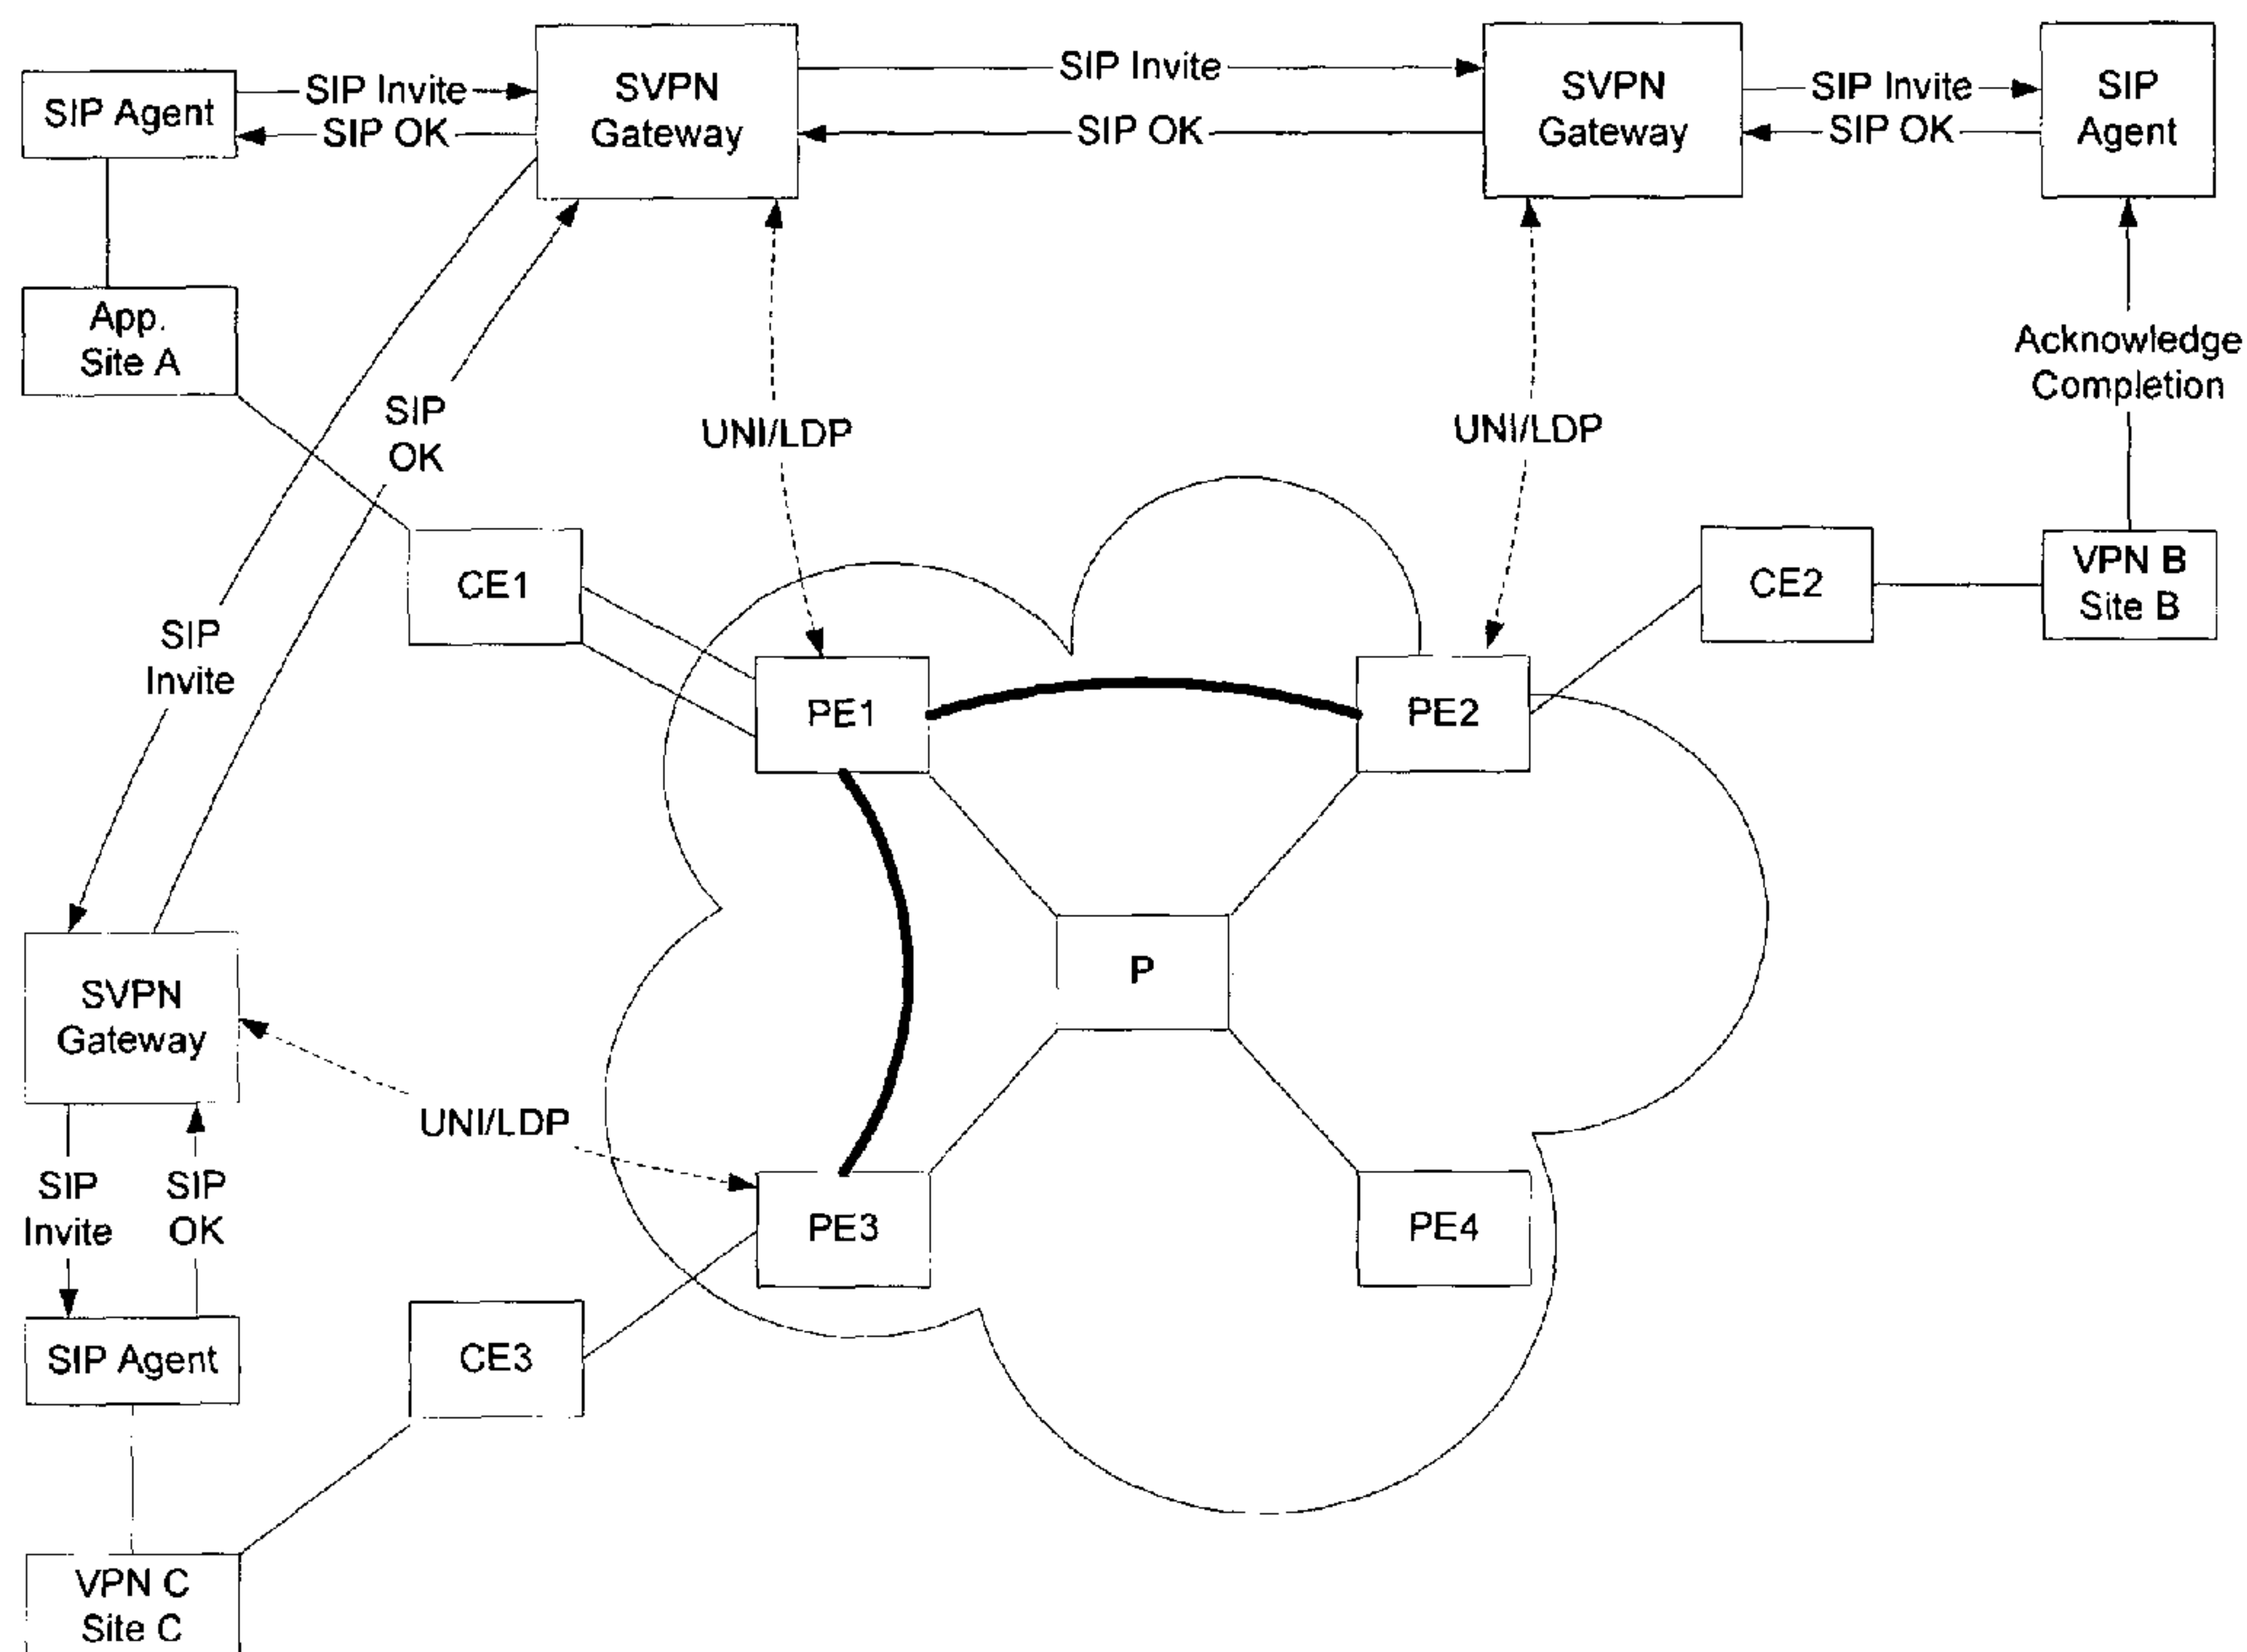 SIP Agent
SIP Invite
SIP OK
SVPN
Gateway
SIP Invite
SIP OK
SVPN
Gateway
SIP Invite
SIP OK
SIP
Agent
App.
Site A
SIP
OK
UNI/LDP
UNI/LDP
Acknowledge
Completion
CE1
CE2
VPN B
Site B
SIP
Invite
PE1
PE2
P
SVPN
Gateway
UNI/LDP
SIP
Invite
SIP
OK
PE3
PE4
SIP Agent
CE3
VPN C
Site C